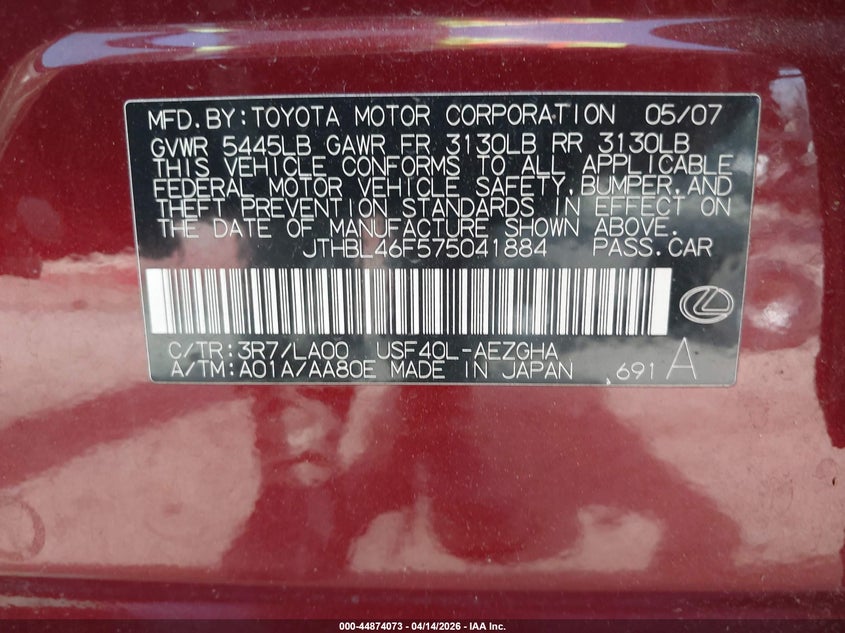 MFD.BY:TOYOTA MOTOR CORPORATION 05/07
GVWR 5445LB GAWR FR 3130LB RR 3130LB
THIS VEHICLE CONFORMS TO ALL APPLICABLE
FEDERAL MOTOR VEHICLE SAFETY,BUMPER,AND
THEFT PREVENTION STANDARDS IN EFFECT ON
THE DATE OF MANUFACTURE SHOWN ABOVE.
JTHBL46F575041884 PASS.CAR
C/TR:3R7/LA00 USF40L-AEZGHA
A/TM:A01A/AA80E MADE IN JAPAN 691 A
000-44874073 - 04/14/2026 - IAA Inc.